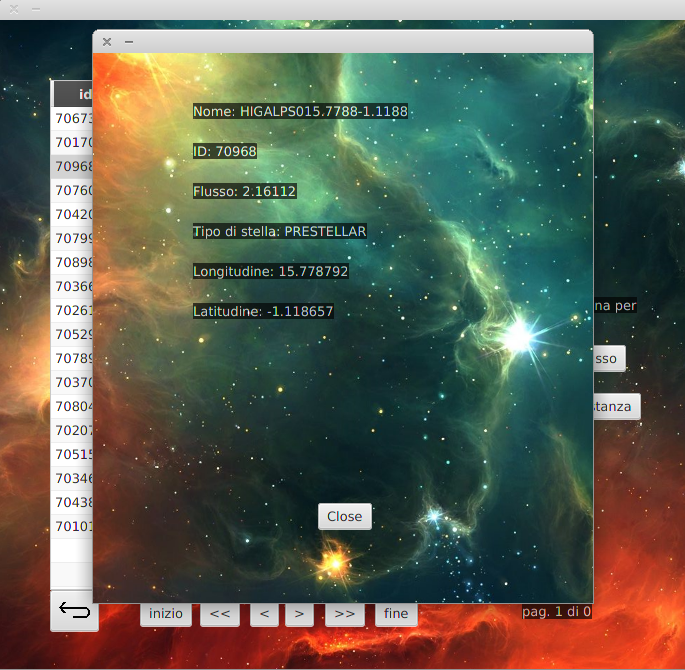 id
7067
70170
70968
70760
70420
70799
70898
70366
70261
70529
70789
70370
70804
70207
70515
70346
70438
70101
Nome: HIGALPS015.7788-1.1188
ID: 70968
Flusso: 2.16112
Tipo di stella: PRESTELLAR
Longitudine: 15.778792
Latitudine: -1.118657
Close
na per
sso
tanza
inizio
<<
<
>
>>
fine
pag. 1 di 0